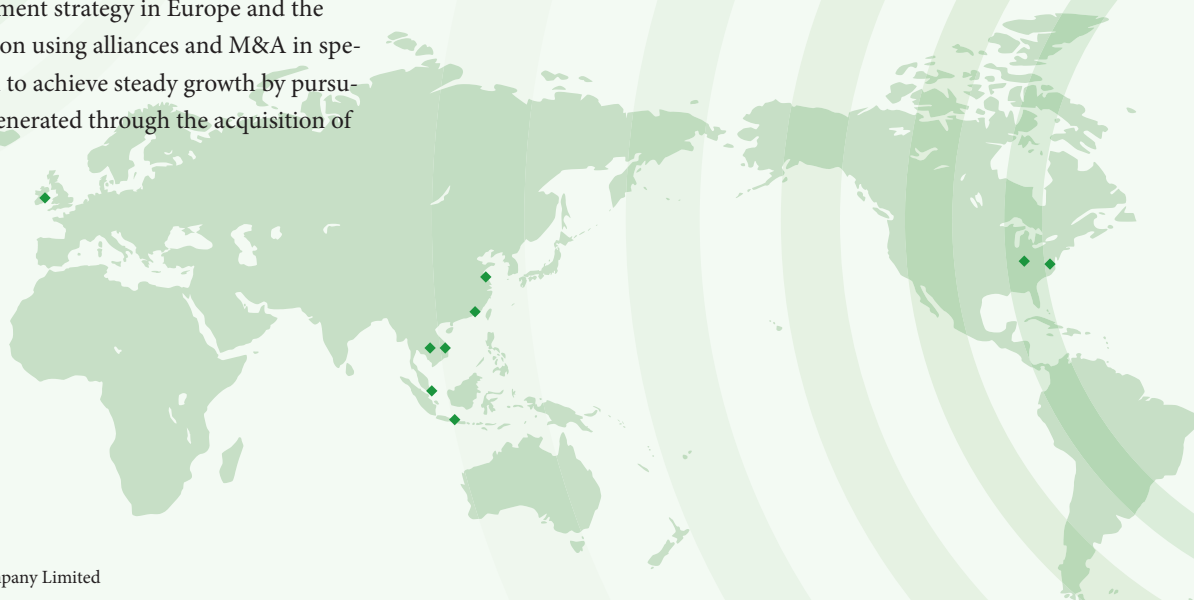 ment strategy in Europe and the
on using alliances and M&A in spe-
to achieve steady growth by pursu-
enerated through the acquisition of
pany Limited